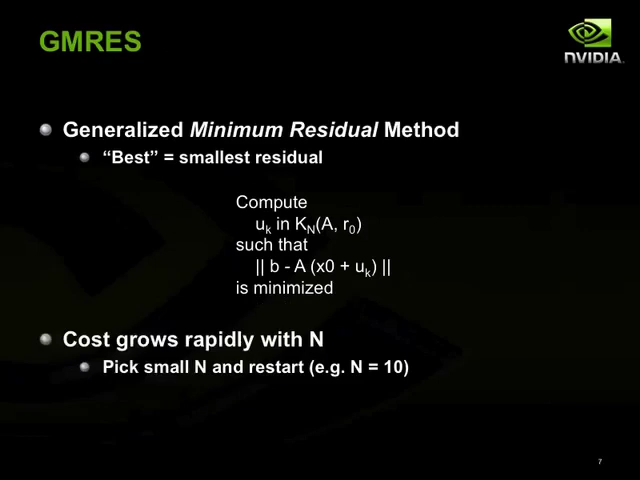 GMRES
NVIDIA
Generalized Minimum Residual Method
“Best” = smallest residual
Compute
uk in KN(A, r0)
such that
|| b - A (x0 + uk) ||
is minimized
Cost grows rapidly with N
Pick small N and restart (e.g. N = 10)
7